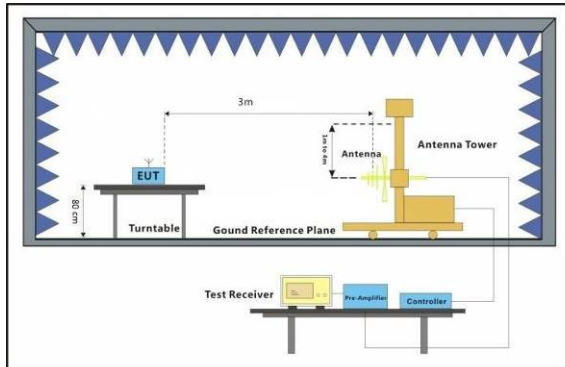 3m
1m to 4m
Antenna
Antenna Tower
EUT
80 cm
Turntable
Gound Reference Plane
Test Receiver
Pre-Amplifier
Controller